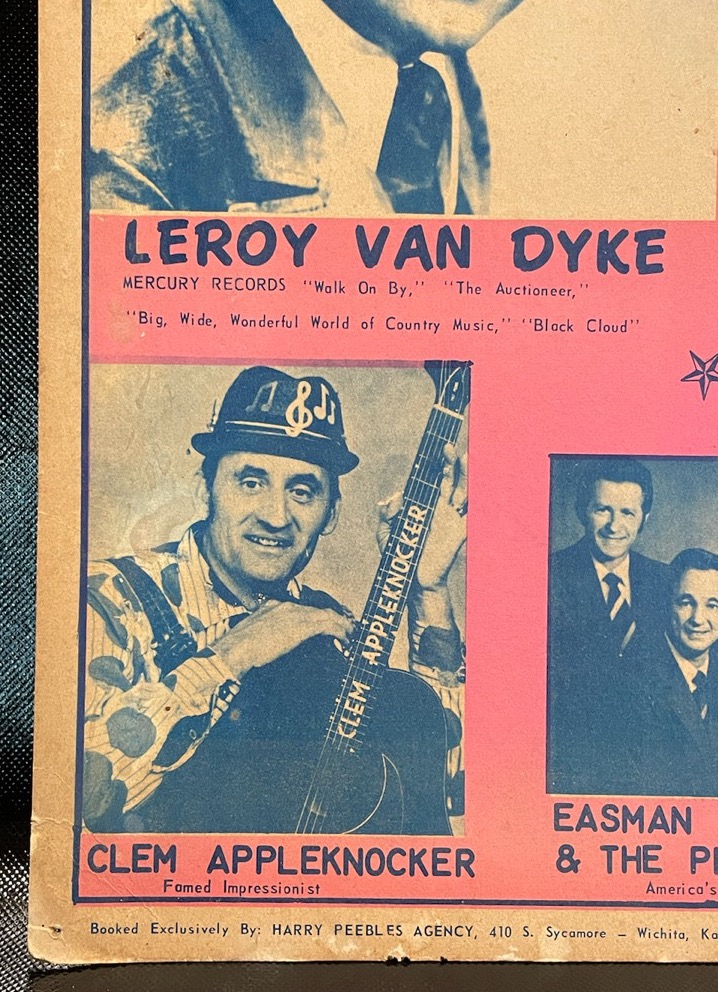 LEROY VAN DYKE
MERCURY RECORDS "Walk On By," "The Auctioneer,"
"Big, Wide, Wonderful World of Country Music," "Black Cloud"
CLEM APPLEKNOCKER
CLEM APPLEKNOCKER
Famed Impressionist
EASMAN
& THE P
America's
Booked Exclusively By: HARRY PEEBLES AGENCY, 410 S. Sycamore – Wichita, Ka